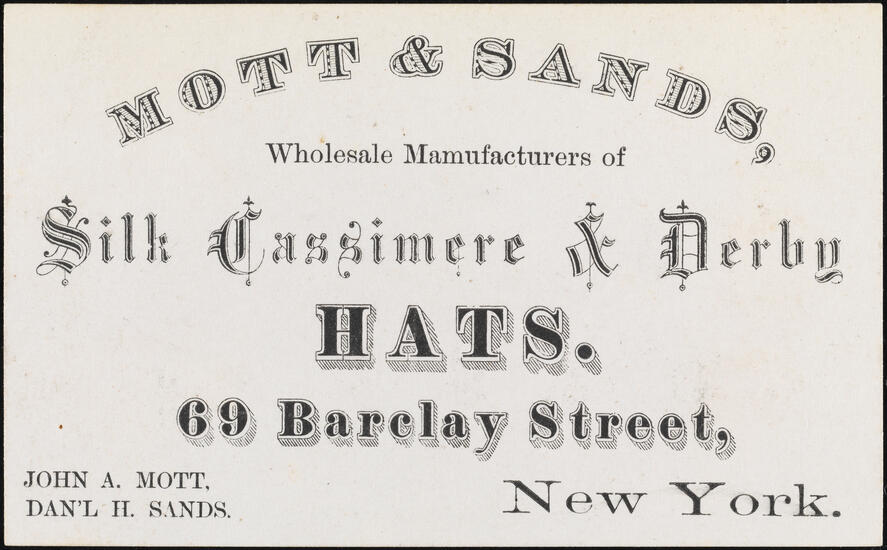 MOTT & SANDS,
Wholesale Mamufacturers of
Silk Cassimere & Derby
HATS.
69 Barclay Street,
JOHN A. MOTT,
DAN'L H. SANDS.
New York.